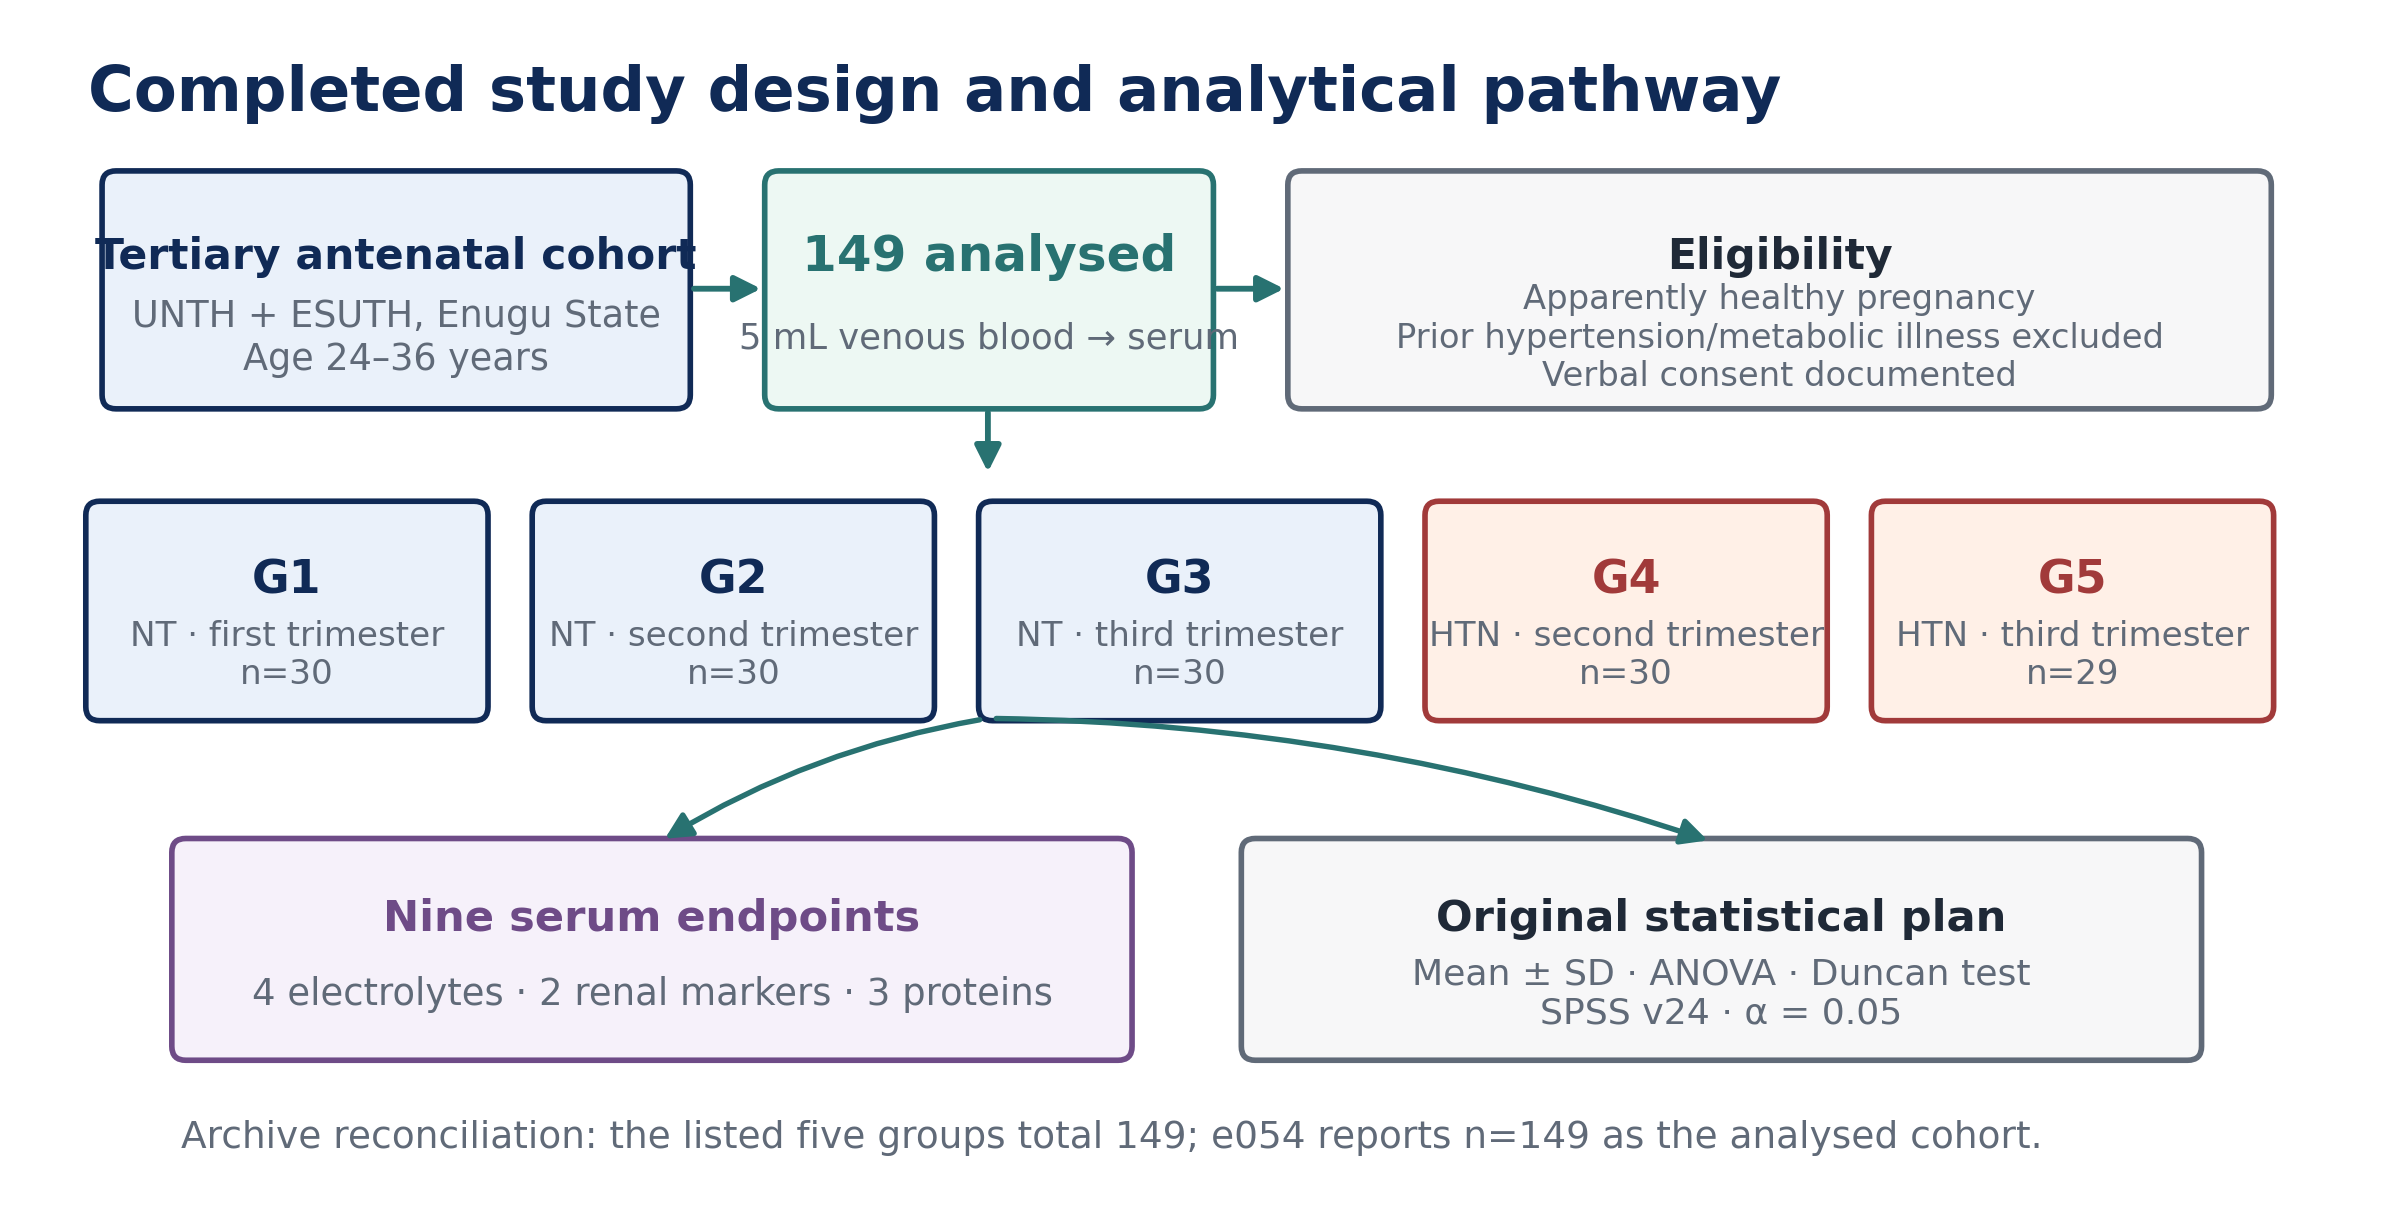 Completed study design and analytical pathway
Tertiary antenatal cohort
UNTH + ESUTH, Enugu State
Age 24–36 years
149 analysed
5 mL venous blood → serum
Eligibility
Apparently healthy pregnancy
Prior hypertension/metabolic illness excluded
Verbal consent documented
G1
NT · first trimester
n=30
G2
NT · second trimester
n=30
G3
NT · third trimester
n=30
G4
HTN · second trimester
n=30
G5
HTN · third trimester
n=29
Nine serum endpoints
4 electrolytes · 2 renal markers · 3 proteins
Original statistical plan
Mean ± SD · ANOVA · Duncan test
SPSS v24 · α = 0.05
Archive reconciliation: the listed five groups total 149; e054 reports n=149 as the analysed cohort.